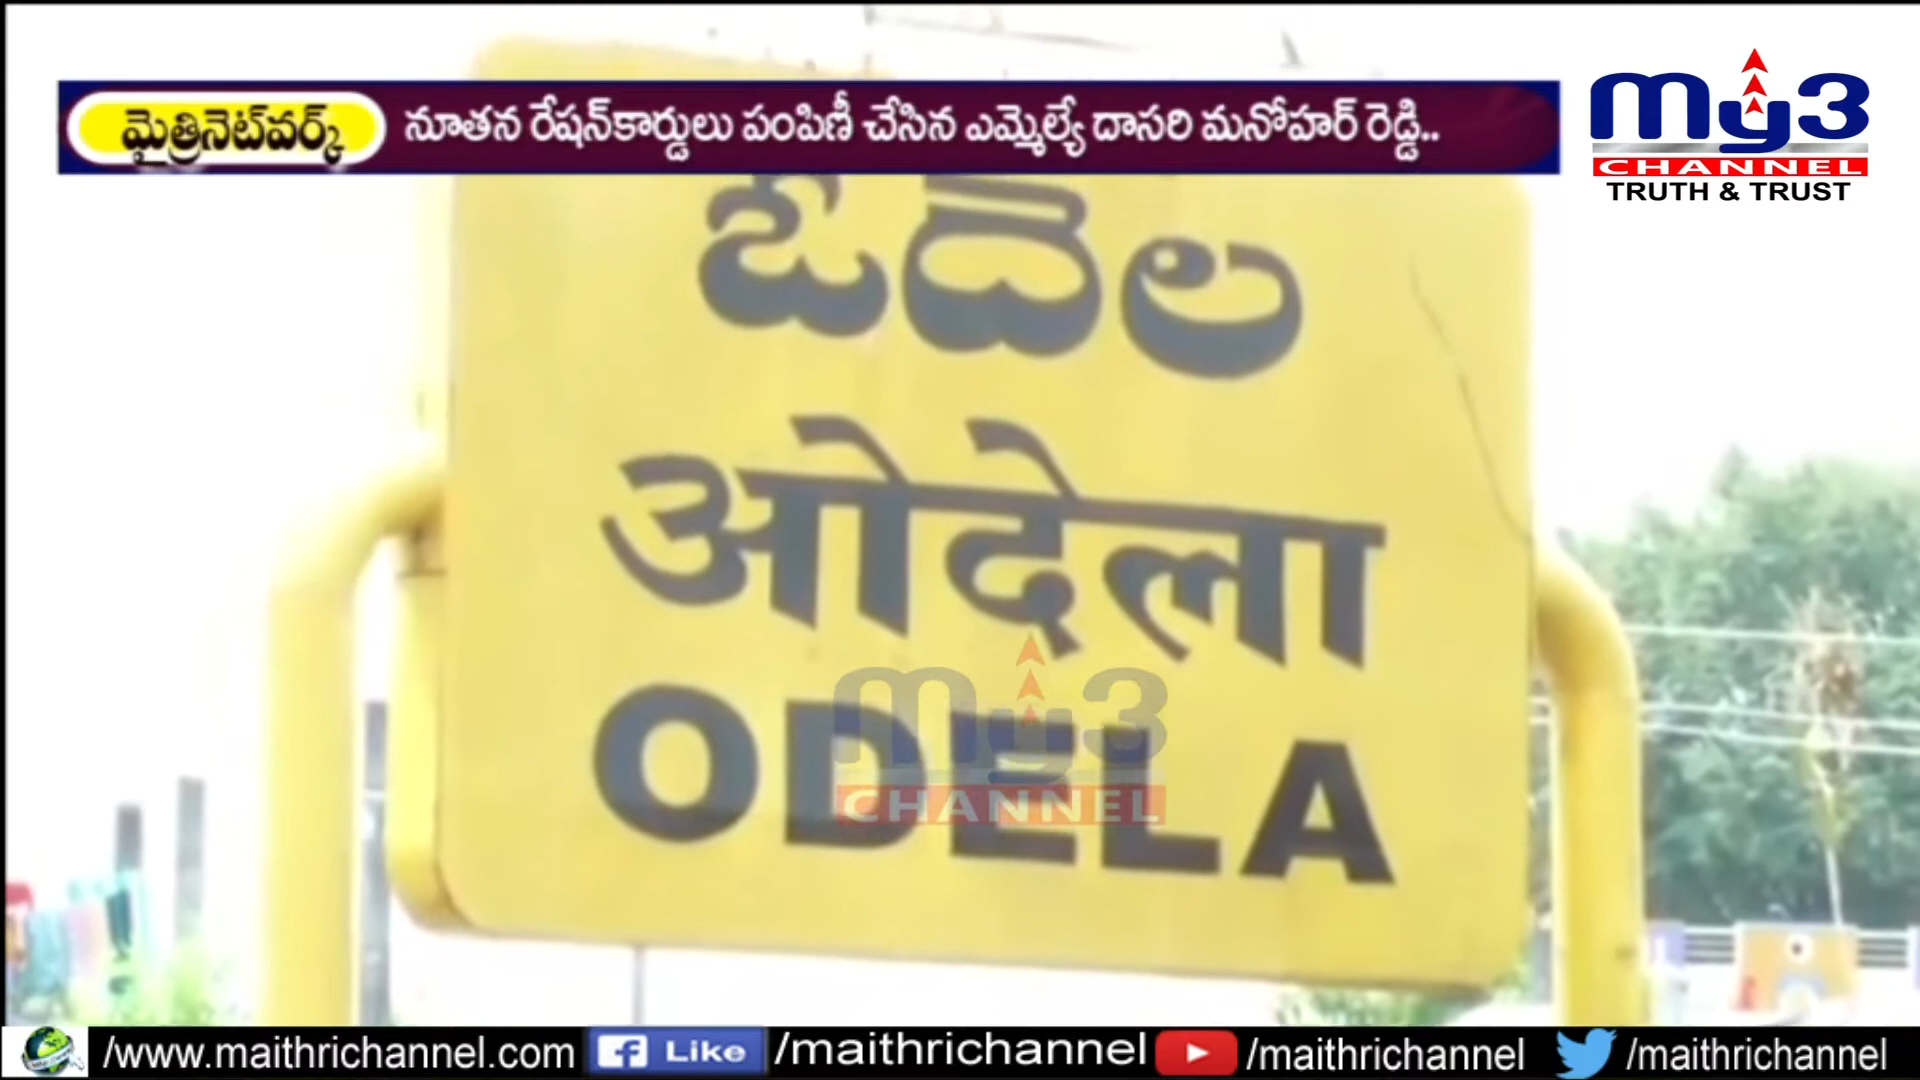 మైత్రినెట్‌వర్క్ నూతన రేషన్‌కార్డులు పంపిణీ చేసిన ఎమ్మెల్యే దాసరి మనోహర్ రెడ్డి..
my3
CHANNEL
TRUTH & TRUST
ఓదెల
ओदेला
ODELA
my3
CHANNEL
/www.maithrichannel.com f Like /maithrichannel /maithrichannel /maithrichannel